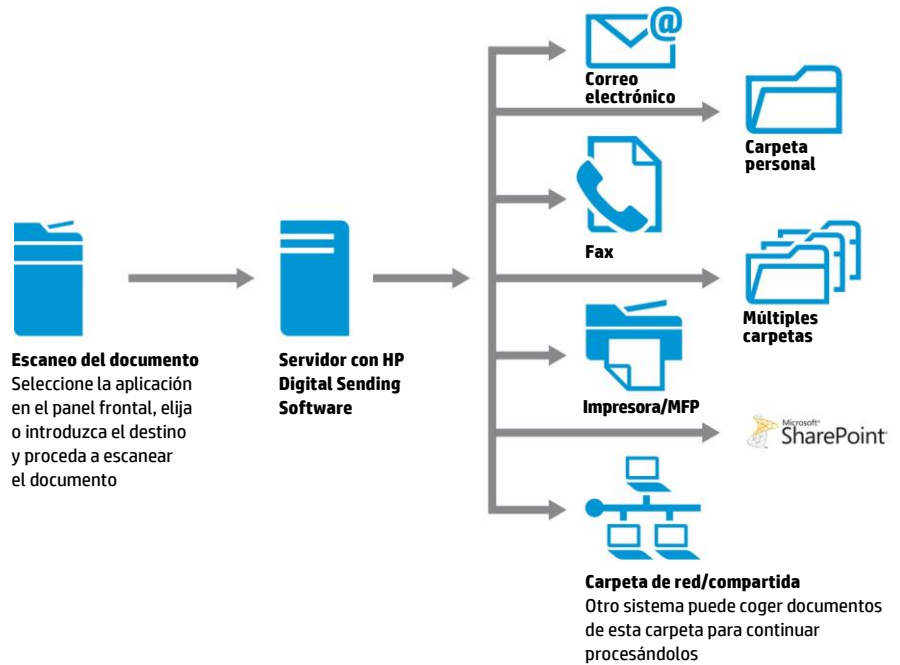 @
Correo
electrónico
Carpeta
personal
Fax
Múltiples
carpetas
Escaneo del documento
Seleccione la aplicación
en el panel frontal, elija
o introduzca el destino
y proceda a escanear
el documento
Servidor con HP
Digital Sending
Software
Impresora/MFP
Microsoft®
SharePoint
Carpeta de red/compartida
Otro sistema puede coger documentos
de esta carpeta para continuar
procesándolos